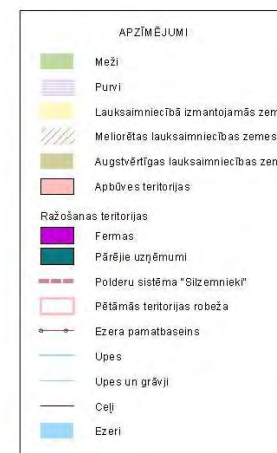 APZĪMĒJUMI
Meži
Purvi
Lauksaimniecībā izmantojamās zem
Meliorētas lauksaimniecības zemes
Augstvērtīgas lauksaimniecības zen
Apbūves teritorijas
Ražošanas teritorijas
Fermas
Pārējie uzņēmumi
Polderu sistēma "Silzemnieki"
Pētāmās teritorijas robeža
Ezera pamatbaseins
Upes
Upes un grāvji
Ceļi
Ezeri